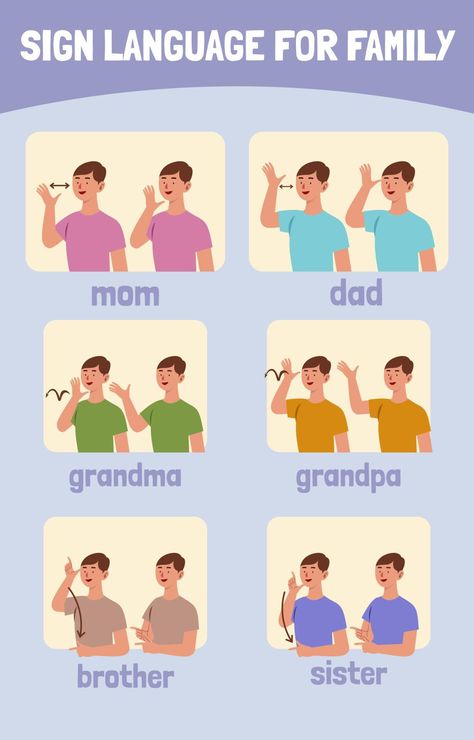 SIGN LANGUAGE FOR FAMILY
mom
dad
grandma
grandpa
brother
sister